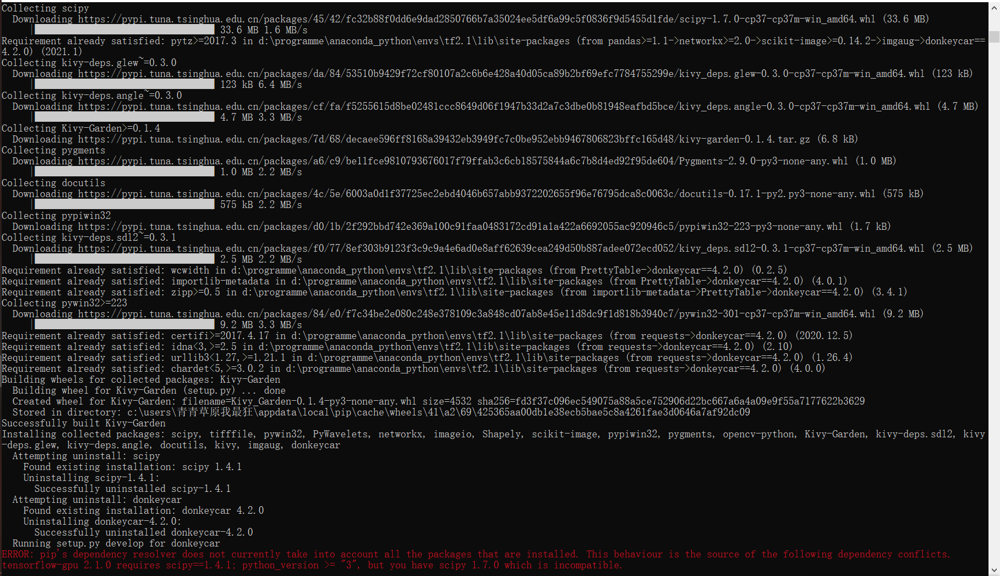 Collecting scipy
  Downloading https://pypi.tuna.tsinghua.edu.cn/packages/45/42/fc32b88f0dd6e9dad2850766b7a35024ee5df6a99c5f0836f9d5455d1fde/scipy-1.7.0-cp37-cp37m-win_amd64.whl (33.6 MB)
     |████████████████████████████████| 33.6 MB 1.6 MB/s
Requirement already satisfied: pytz>=2017.3 in d:\programme\anaconda_python\envs\tf2.1\lib\site-packages (from pandas>=1.1->networkx>=2.0->scikit-image>=0.14.2->imgaug->donkeycar==
4.2.0) (2021.1)
Collecting kivy-deps.glew~=0.3.0
  Downloading https://pypi.tuna.tsinghua.edu.cn/packages/da/84/53510b9429f72cf80107a2c6b6e428a40d05ca89b2bf69efc7784755299e/kivy_deps.glew-0.3.0-cp37-cp37m-win_amd64.whl (123 kB)
     |████████████████████████████████| 123 kB 6.4 MB/s
Collecting kivy-deps.angle~=0.3.0
  Downloading https://pypi.tuna.tsinghua.edu.cn/packages/cf/fa/f5255615d8be02481ccc8649d06f1947b33d2a7c3dbe0b81948eafbd5bce/kivy_deps.angle-0.3.0-cp37-cp37m-win_amd64.whl (4.7 MB)
     |████████████████████████████████| 4.7 MB 3.3 MB/s
Collecting Kivy-Garden>=0.1.4
  Downloading https://pypi.tuna.tsinghua.edu.cn/packages/7d/68/decaee596ff8168a39432eb3949fc7c0be952ebb9467806823bffc165d48/kivy-garden-0.1.4.tar.gz (6.8 kB)
Collecting pygments
  Downloading https://pypi.tuna.tsinghua.edu.cn/packages/a6/c9/be11fce9810793676017f79ffab3c6cb18575844a6c7b8d4ed92f95de604/Pygments-2.9.0-py3-none-any.whl (1.0 MB)
     |████████████████████████████████| 1.0 MB 2.2 MB/s
Collecting docutils
  Downloading https://pypi.tuna.tsinghua.edu.cn/packages/4c/5e/6003a0d1f37725ec2ebd4046b657abb9372202655f96e76795dca8c0063c/docutils-0.17.1-py2.py3-none-any.whl (575 kB)
     |████████████████████████████████| 575 kB 2.2 MB/s
Collecting pypiwin32
  Downloading https://pypi.tuna.tsinghua.edu.cn/packages/d0/1b/2f292bbd742e369a100c91faa0483172cd91a1a422a6692055ac920946c5/pypiwin32-223-py3-none-any.whl (1.7 kB)
Collecting kivy-deps.sdl2~=0.3.1
  Downloading https://pypi.tuna.tsinghua.edu.cn/packages/f0/77/8ef303b9123f3c9c9a4e6ad0e8aff62639cea249d50b887adee072ecd052/kivy_deps.sdl2-0.3.1-cp37-cp37m-win_amd64.whl (2.5 MB)
     |████████████████████████████████| 2.5 MB 2.2 MB/s
Requirement already satisfied: wcwidth in d:\programme\anaconda_python\envs\tf2.1\lib\site-packages (from PrettyTable->donkeycar==4.2.0) (0.2.5)
Requirement already satisfied: importlib-metadata in d:\programme\anaconda_python\envs\tf2.1\lib\site-packages (from PrettyTable->donkeycar==4.2.0) (4.0.1)
Requirement already satisfied: zipp>=0.5 in d:\programme\anaconda_python\envs\tf2.1\lib\site-packages (from importlib-metadata->PrettyTable->donkeycar==4.2.0) (3.4.1)
Collecting pywin32>=223
  Downloading https://pypi.tuna.tsinghua.edu.cn/packages/84/e0/f7c34be2e080c248e378109c3a848cd07ab8e45e11d8dc9f1d818b3940c7/pywin32-301-cp37-cp37m-win_amd64.whl (9.2 MB)
     |████████████████████████████████| 9.2 MB 3.3 MB/s
Requirement already satisfied: certifi>=2017.4.17 in d:\programme\anaconda_python\envs\tf2.1\lib\site-packages (from requests->donkeycar==4.2.0) (2020.12.5)
Requirement already satisfied: idna<3,>=2.5 in d:\programme\anaconda_python\envs\tf2.1\lib\site-packages (from requests->donkeycar==4.2.0) (2.10)
Requirement already satisfied: urllib3<1.27,>=1.21.1 in d:\programme\anaconda_python\envs\tf2.1\lib\site-packages (from requests->donkeycar==4.2.0) (1.26.4)
Requirement already satisfied: chardet<5,>=3.0.2 in d:\programme\anaconda_python\envs\tf2.1\lib\site-packages (from requests->donkeycar==4.2.0) (4.0.0)
Building wheels for collected packages: Kivy-Garden
  Building wheel for Kivy-Garden (setup.py) ... done
  Created wheel for Kivy-Garden: filename=Kivy_Garden-0.1.4-py3-none-any.whl size=4532 sha256=fd3f37c096ec549075a88a5ce752906d22bc667a6a4a09e9f55a7177622b3629
  Stored in directory: c:\users\青青草原我最狂\appdata\local\pip\cache\wheels\41\a2\69\425365aa00db1e38ecb5bae5c8a4261fae3d0646a7af92dc09
Successfully built Kivy-Garden
Installing collected packages: scipy, tifffile, pywin32, PyWavelets, networkx, imageio, Shapely, scikit-image, pypiwin32, pygments, opencv-python, Kivy-Garden, kivy-deps.sdl2, kivy
-deps.glew, kivy-deps.angle, docutils, kivy, imgaug, donkeycar
  Attempting uninstall: scipy
    Found existing installation: scipy 1.4.1
    Uninstalling scipy-1.4.1:
      Successfully uninstalled scipy-1.4.1
  Attempting uninstall: donkeycar
    Found existing installation: donkeycar 4.2.0
    Uninstalling donkeycar-4.2.0:
      Successfully uninstalled donkeycar-4.2.0
  Running setup.py develop for donkeycar
ERROR: pip's dependency resolver does not currently take into account all the packages that are installed. This behaviour is the source of the following dependency conflicts.
tensorflow-gpu 2.1.0 requires scipy==1.4.1; python_version >= "3", but you have scipy 1.7.0 which is incompatible.